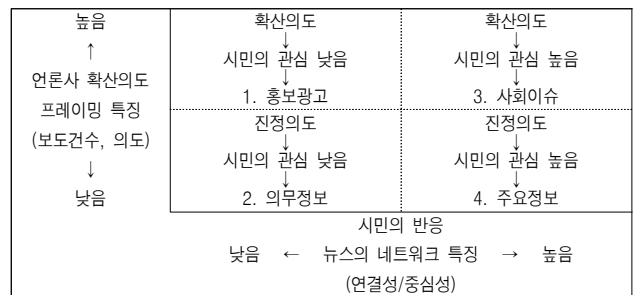 높음
↑
언론사 확산의도
프레이밍 특징
(보도건수, 의도)
↓
낮음
확산의도
↓
시민의 관심 낮음
↓
1. 홍보광고
확산의도
↓
시민의 관심 높음
↓
3. 사회이슈
진정의도
↓
시민의 관심 낮음
↓
2. 의무정보
진정의도
↓
시민의 관심 높음
↓
4. 주요정보
시민의 반응
낮음 ← 뉴스의 네트워크 특징 → 높음
(연결성/중심성)